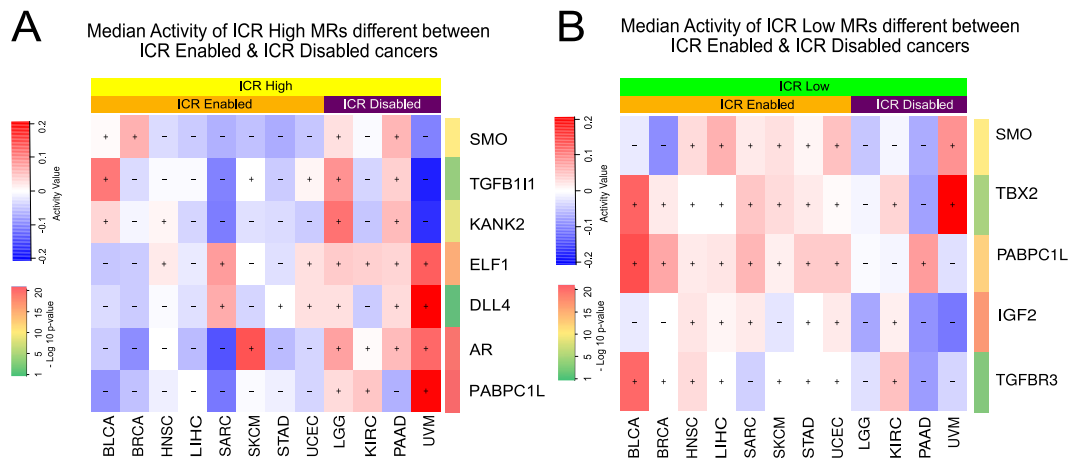 A
Median Activity of ICR High MRs different between
ICR Enabled & ICR Disabled cancers
ICR High
ICR Enabled
ICR Disabled
0.2
0.1
0
-0.1
-0.2
Activity Value
20
15
10
5
1
- Log 10 p-value
+ + − − − − − − + − + − SMO
+ − − − − + − + + − + − TGFB1I1
+ − + − − − − − + − + − KANK2
− − + − + − − + + + + + ELF1
− − − − + − + + + − + + DLL4
− − − − − + − − + + + + AR
− − − − − − − − + + − + PABPC1L
BLCA BRCA HNSC LIHC SARC SKCM STAD UCEC LGG KIRC PAAD UVM
B
Median Activity of ICR Low MRs different between
ICR Enabled & ICR Disabled cancers
ICR Low
ICR Enabled
ICR Disabled
0.2
0.1
0
-0.1
-0.2
Activity Value
20
15
10
5
1
- Log 10 p-value
− − + + + + + + − − − + SMO
+ + + + + + + + − + − + TBX2
+ + + + + + + + − − + − PABPC1L
− − + + + + + + − + − − IGF2
+ − + + − + + + − + − − TGFBR3
BLCA BRCA HNSC LIHC SARC SKCM STAD UCEC LGG KIRC PAAD UVM